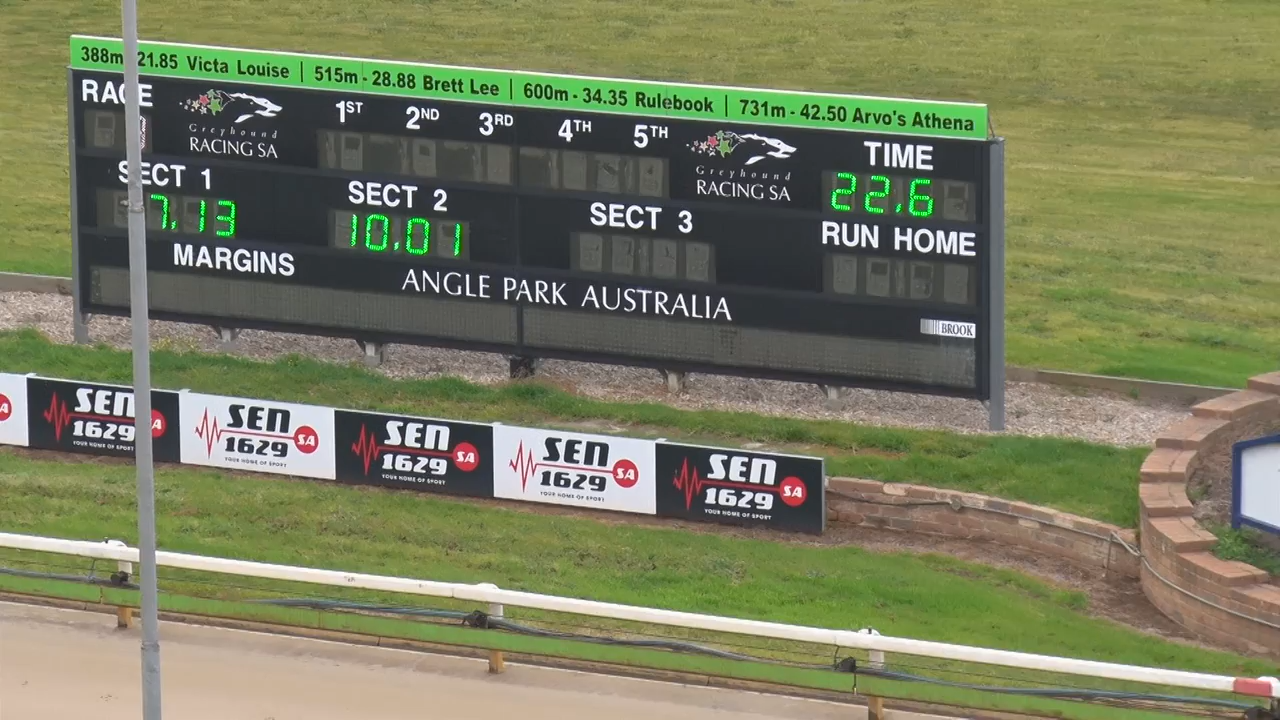 388m 21.85 Victa Louise | 515m - 28.88 Brett Lee | 600m - 34.35 Rulebook | 731m - 42.50 Arvo's Athena
RACE
Greyhound
RACING SA
1ST 2ND 3RD 4TH 5TH
Greyhound
RACING SA
TIME
22.6
SECT 1
7.13
SECT 2
10.01
SECT 3
RUN HOME
MARGINS
ANGLE PARK AUSTRALIA
BROOK
SA
SEN
1629 SA
YOUR HOME OF SPORT
SEN
1629 SA
YOUR HOME OF SPORT
SEN
1629 SA
YOUR HOME OF SPORT
SEN
1629 SA
YOUR HOME OF SPORT
SEN
1629 SA
YOUR HOME OF SPORT